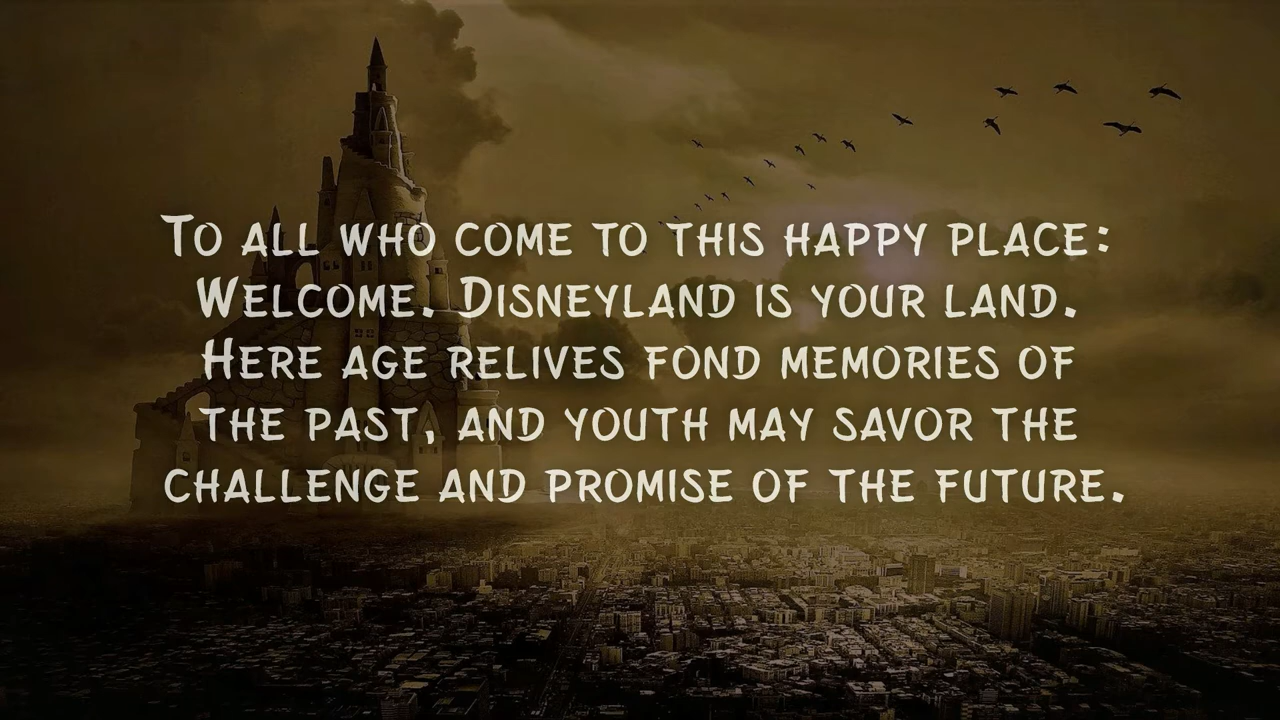 To all who come to this happy place:
Welcome. Disneyland is your land.
Here age relives fond memories of
the past, and youth may savor the
challenge and promise of the future.